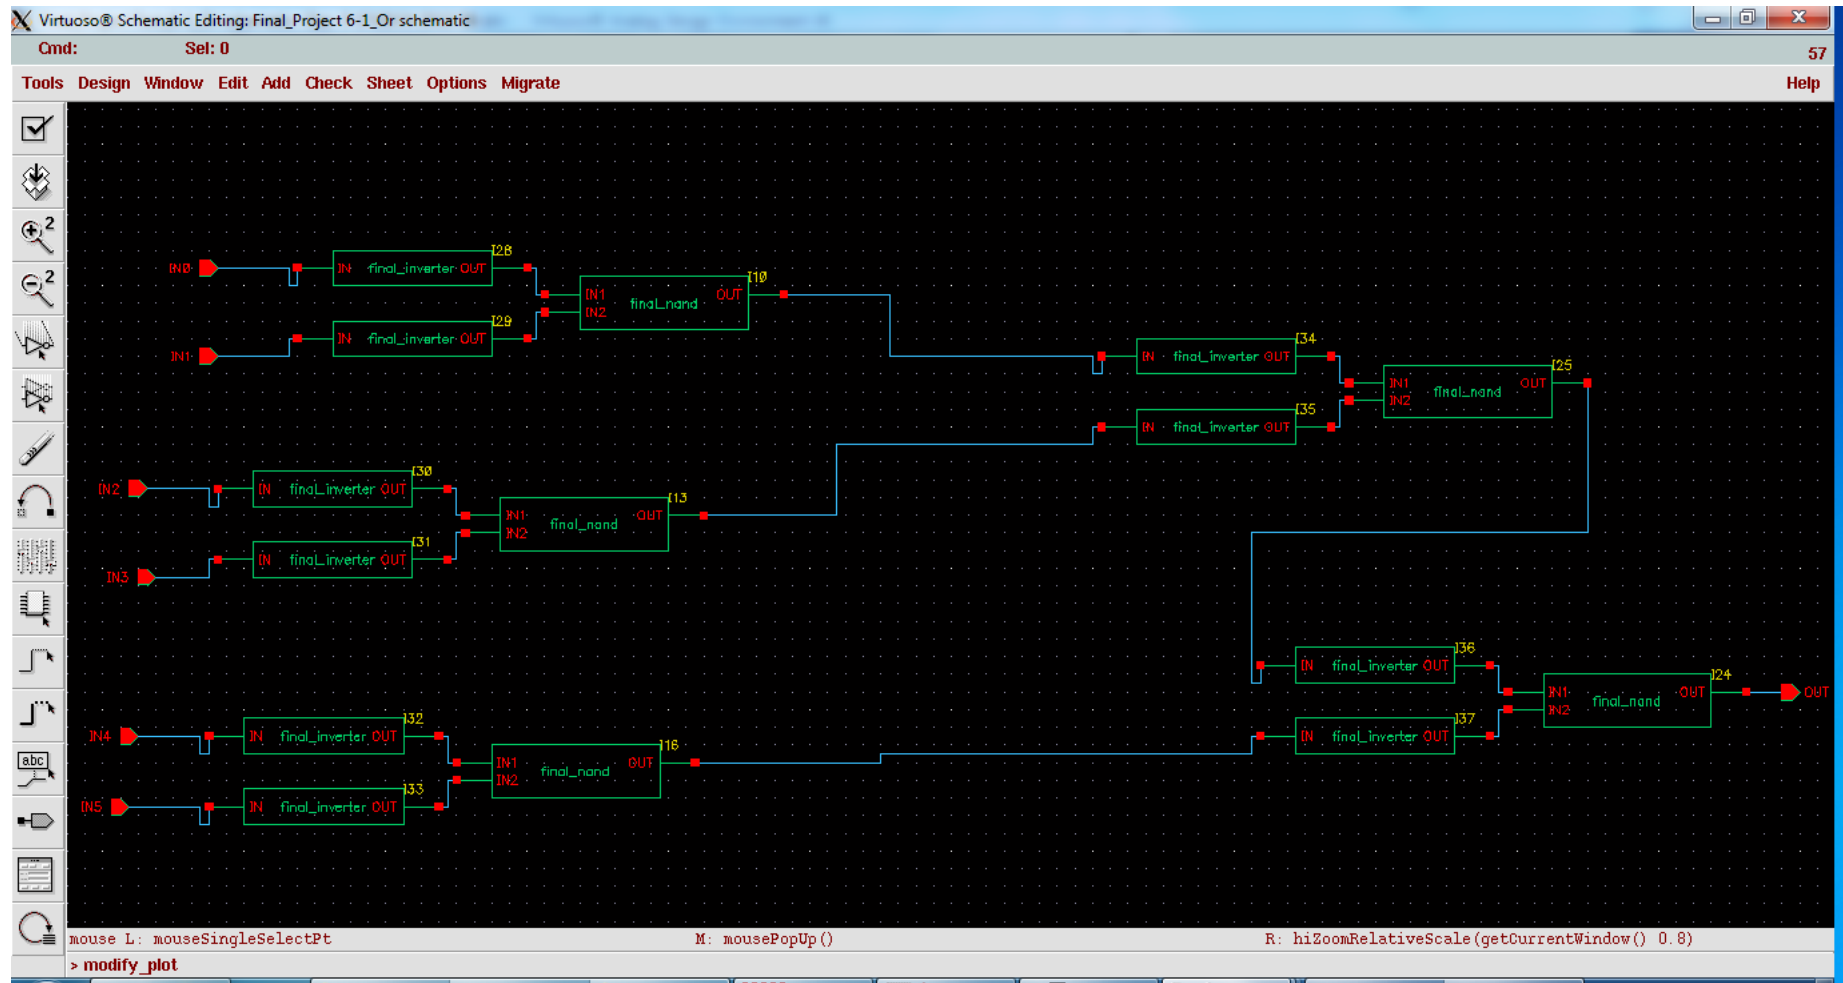 Virtuoso® Schematic Editing: Final_Project 6-1_Or schematic
Cmd: Sel: 0
57
Tools Design Window Edit Add Check Sheet Options Migrate Help
2
2
abc
I28
IN0 IN final_inverter OUT
I10
IN1 final_nand OUT
IN2
I29
IN1 IN final_inverter OUT
I34
IN final_inverter OUT
I25
IN1 final_nand OUT
IN2
I35
IN final_inverter OUT
I30
IN2 IN final_inverter OUT
I13
IN1 final_nand OUT
IN2
I31
IN3 IN final_inverter OUT
I36
IN final_inverter OUT
I24
IN1 final_nand OUT OUT
IN2
I37
IN final_inverter OUT
I32
IN4 IN final_inverter OUT
I16
IN1 final_nand OUT
IN2
I33
IN5 IN final_inverter OUT
mouse L: mouseSingleSelectPt M: mousePopUp() R: hiZoomRelativeScale(getCurrentWindow() 0.8)
> modify_plot